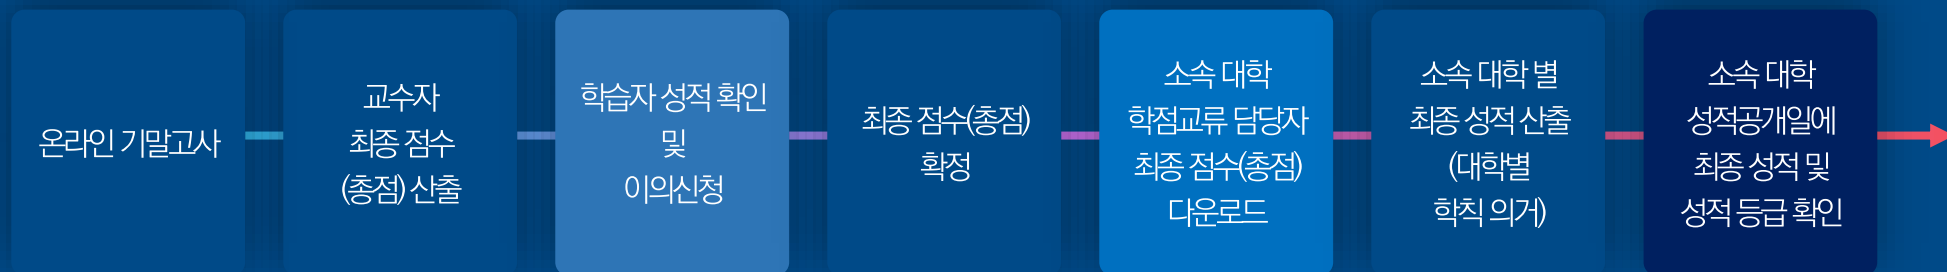 온라인 기말고사
교수자
최종 점수
(총점) 산출
학습자 성적 확인
및
이의신청
최종 점수(총점)
확정
소속 대학
학점교류 담당자
최종 점수(총점)
다운로드
소속 대학 별
최종 성적 산출
(대학별
학칙 의거)
소속 대학
성적공개일에
최종 성적 및
성적 등급 확인